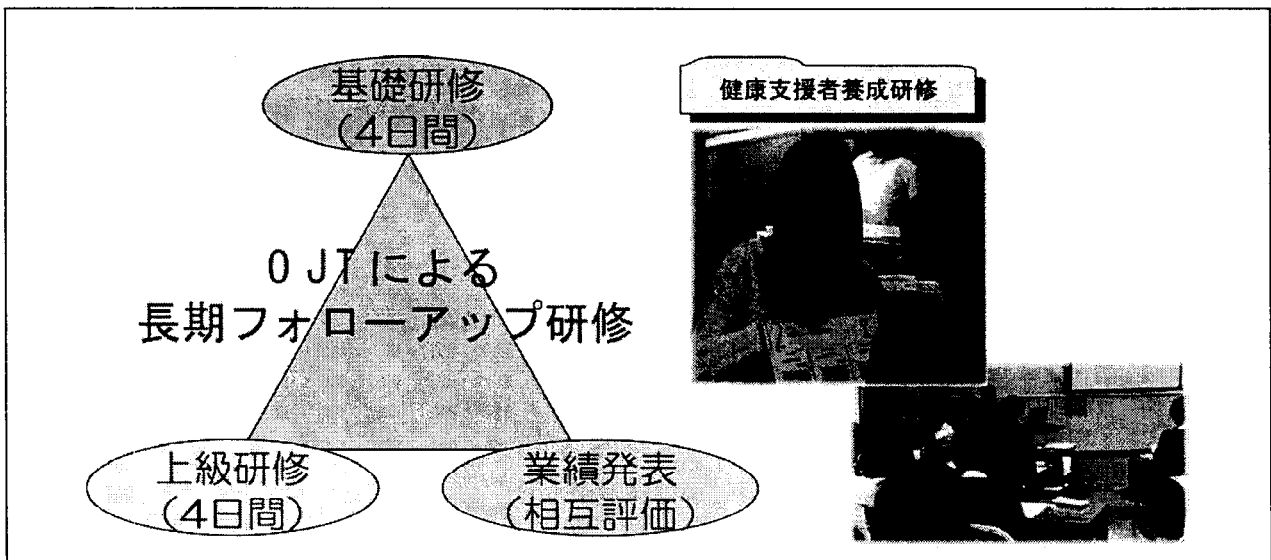 基礎研修
(4日間)
健康支援者養成研修
OJTによる
長期フォローアップ研修
上級研修
(4日間)
業績発表
(相互評価)